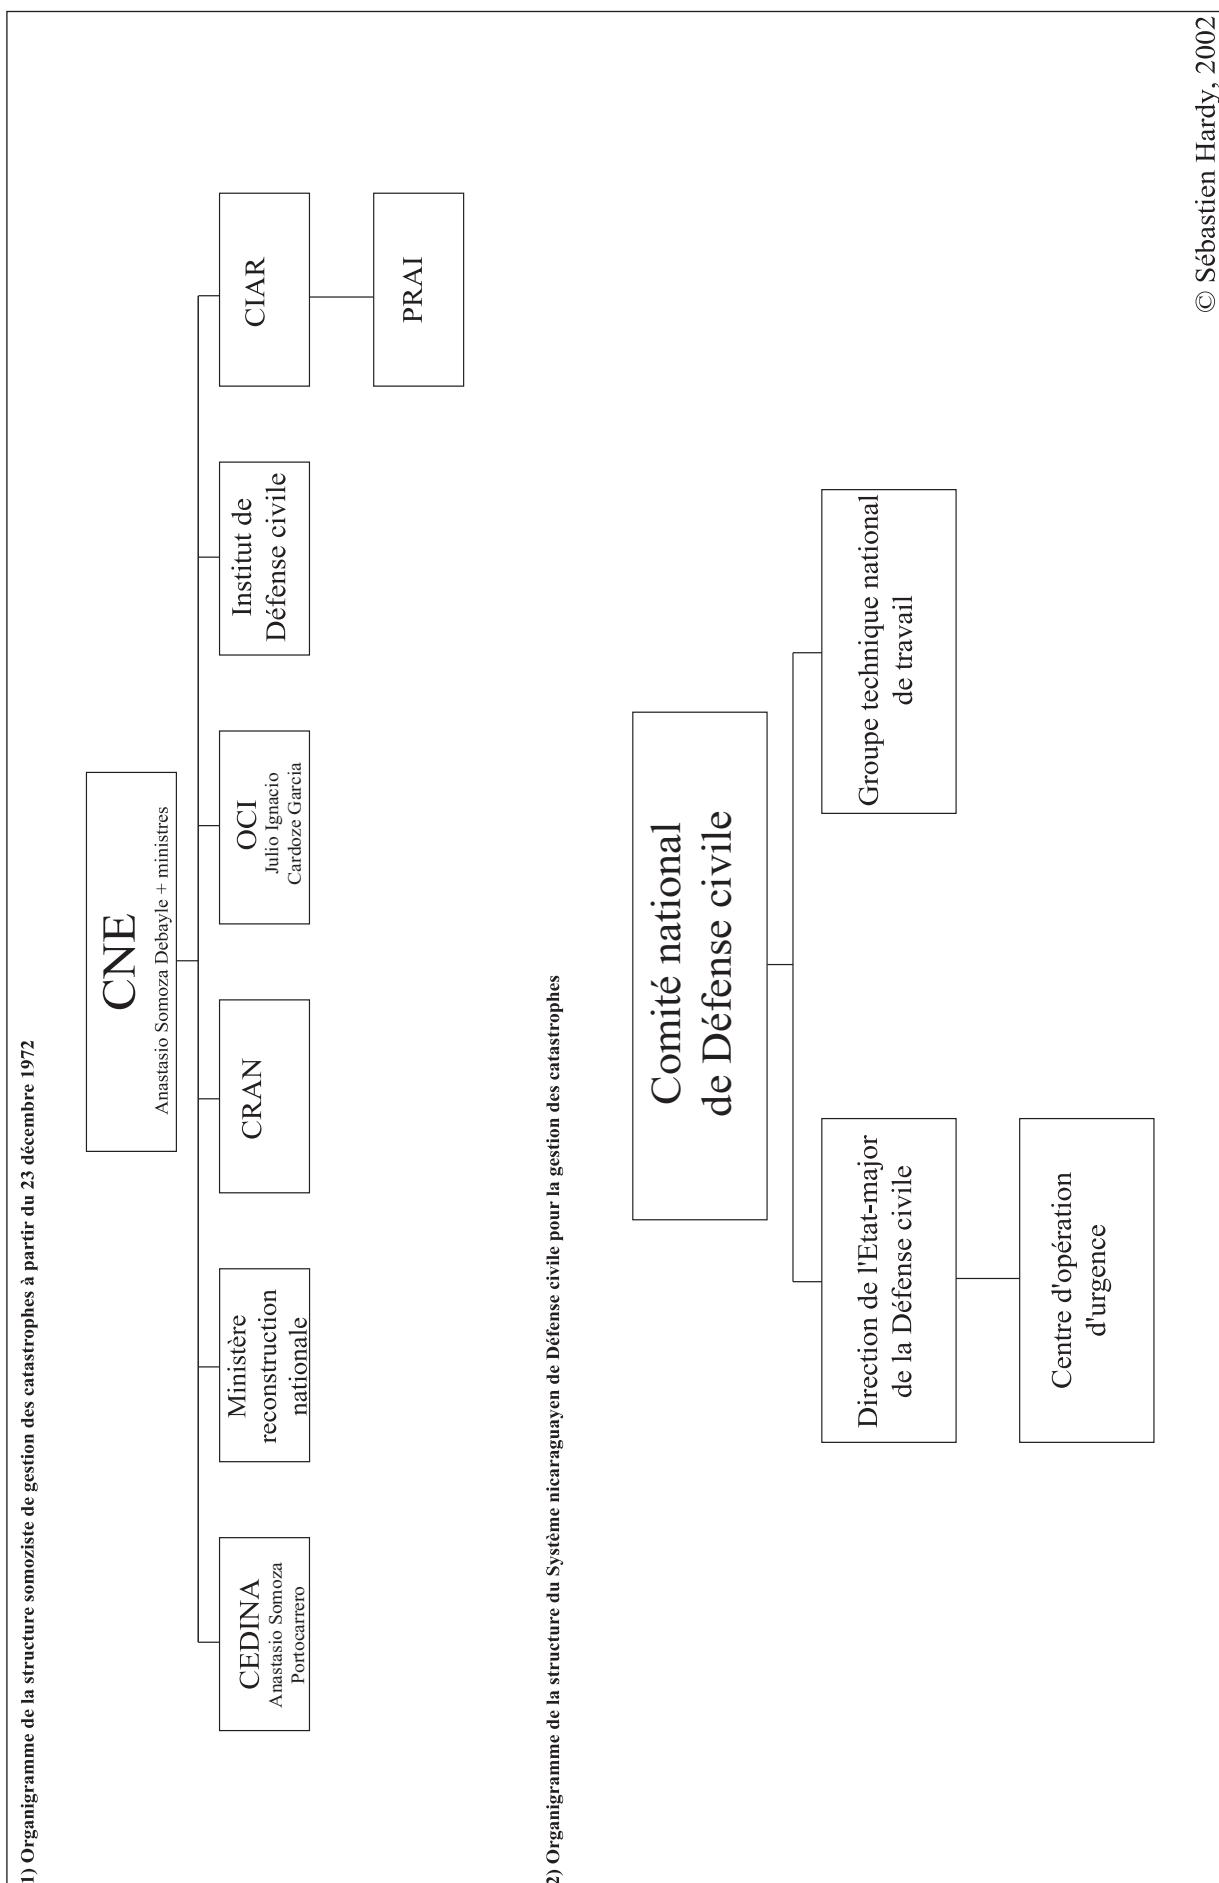 1) Organigramme de la structure somoziste de gestion des catastrophes à partir du 23 décembre 1972
CNE
Anastasio Somoza Debayle + ministres
CEDINA
Anastasio Somoza
Portocarrero
Ministère
reconstruction
nationale
CRAN
OCI
Julio Ignacio
Cardoze Garcia
Institut de
Défense civile
CIAR
PRAI
2) Organigramme de la structure du Système nicaraguayen de Défense civile pour la gestion des catastrophes
Comité national
de Défense civile
Direction de l'Etat-major
de la Défense civile
Groupe technique national
de travail
Centre d'opération
d'urgence
© Sébastien Hardy, 2002